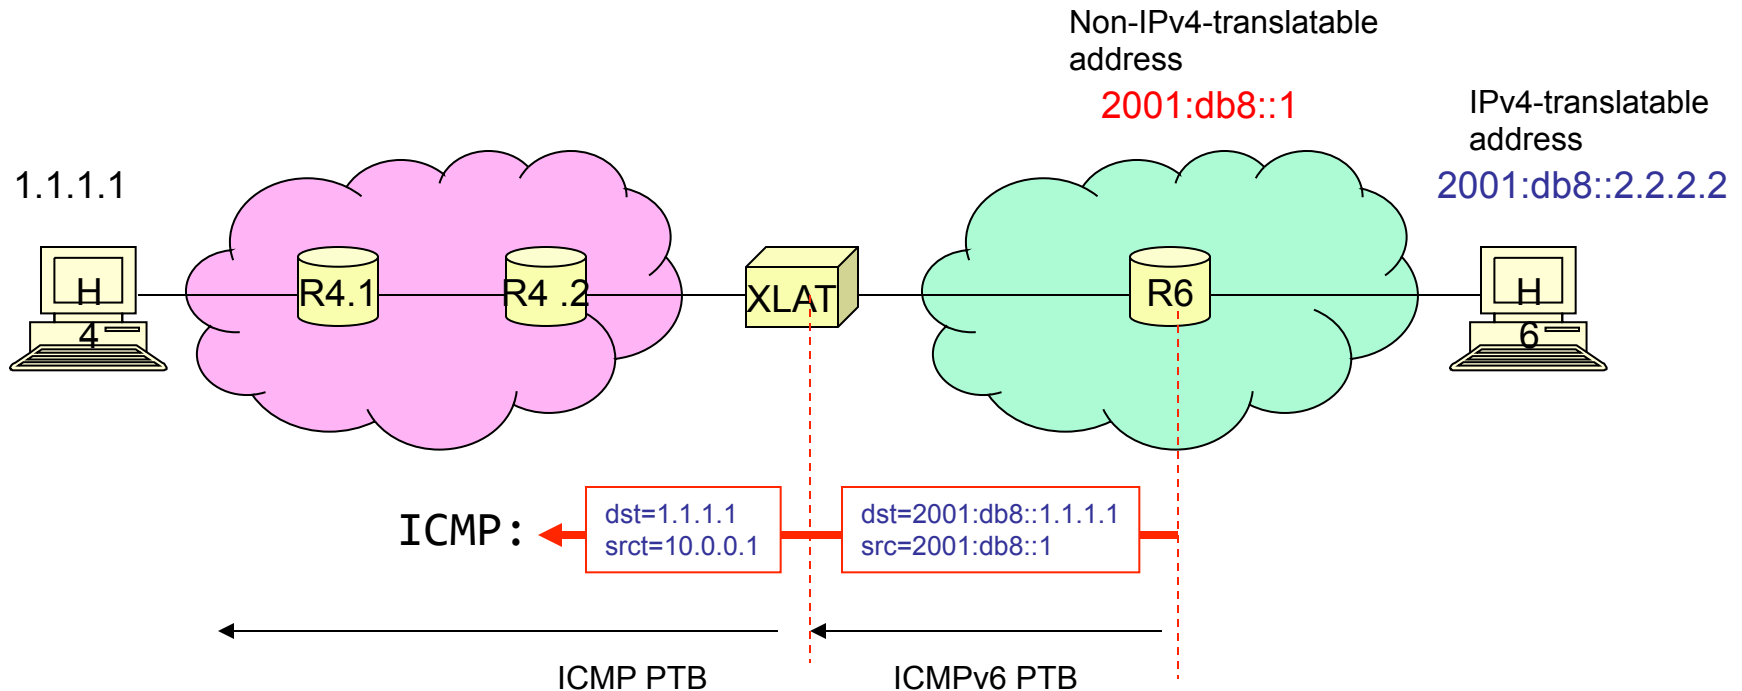 Non-IPv4-translatable
address
2001:db8::1
IPv4-translatable
address
2001:db8::2.2.2.2
1.1.1.1
H
4
R4.1
R4 .2
XLAT
R6
H
6
ICMP:
dst=1.1.1.1
srct=10.0.0.1
dst=2001:db8::1.1.1.1
src=2001:db8::1
ICMP PTB
ICMPv6 PTB